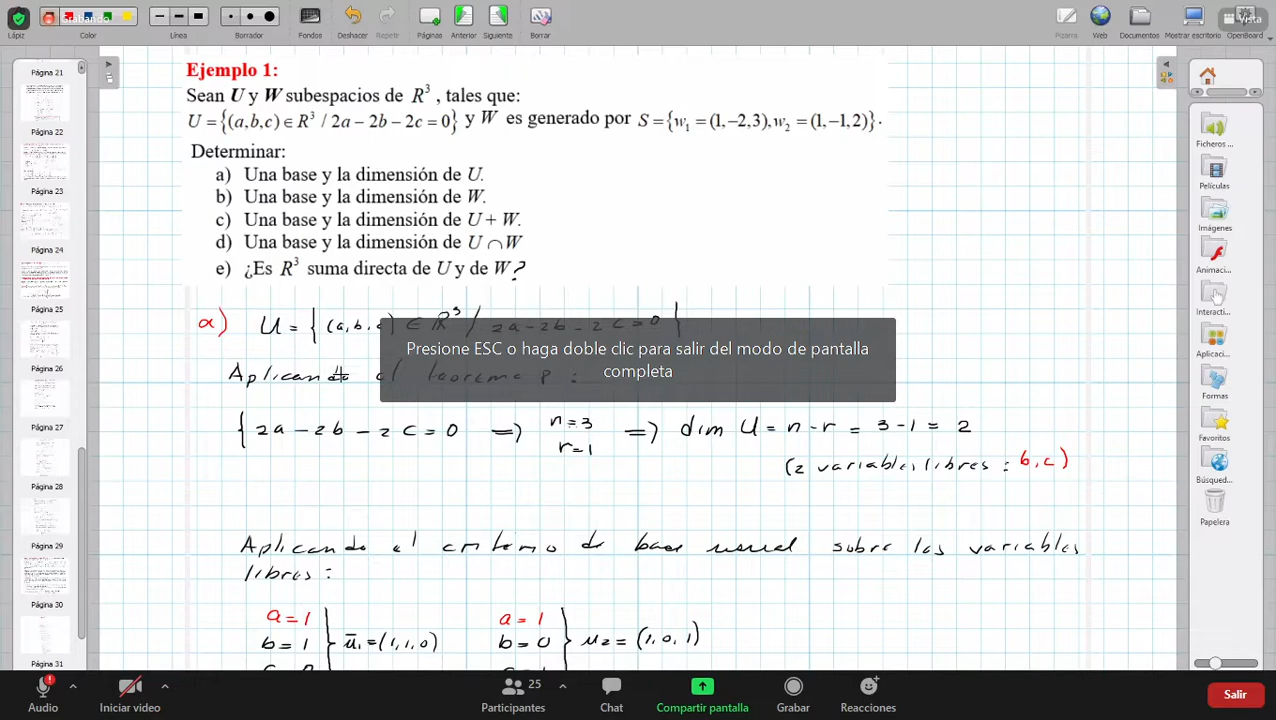 Grabando
Vista
Lápiz
Color
Línea
Borrador
Fondos
Deshacer
Repetir
Páginas
Anterior
Siguiente
Borrar
Pizarra
Web
Documentos
Mostrar escritorio
OpenBoard
Página 21
Página 22
Página 23
Página 24
Página 25
Página 26
Página 27
Página 28
Página 29
Página 30
Página 31
Ejemplo 1:
Sean U y W subespacios de R³ , tales que:
U = {(a,b,c) ∈ R³ / 2a − 2b − 2c = 0} y W es generado por S = {w₁ = (1,−2,3), w₂ = (1,−1,2)}.
Determinar:
a) Una base y la dimensión de U.
b) Una base y la dimensión de W.
c) Una base y la dimensión de U + W.
d) Una base y la dimensión de U ∩ W
e) ¿Es R³ suma directa de U y de W?
a) U = { (a, b, c) ∈ R³ / 2a − 2b − 2c = 0 }
Presione ESC o haga doble clic para salir del modo de pantalla
completa
Aplicando el teorema P :
{ 2a − 2b − 2c = 0 ⟹ n = 3 r = 1 ⟹ dim U = n − r = 3 − 1 = 2
(2 variables libres : b, c)
Aplicando el criterio de base usual sobre las variables
libres :
a = 1
b = 1 } ū₁ = (1, 1, 0)
a = 1
b = 0 } u₂ = (1, 0, 1)
Ficheros ...
Películas
Imágenes
Animaci...
Interacti...
Aplicaci...
Formas
Favoritos
Búsqued...
Papelera
Audio
Iniciar video
25
Participantes
Chat
Compartir pantalla
Grabar
Reacciones
Salir